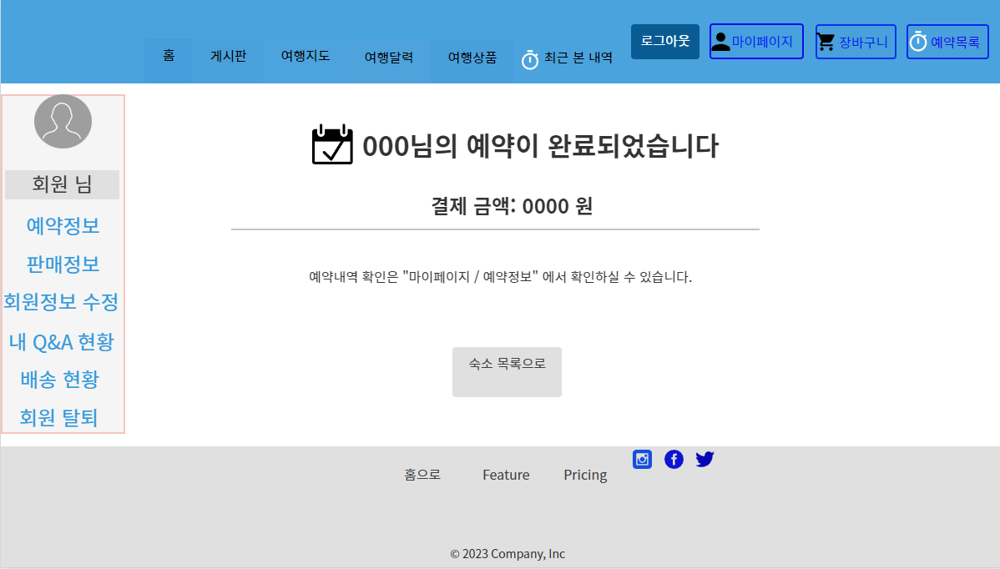 홈 게시판 여행지도 여행달력 여행상품 최근 본 내역 로그아웃 마이페이지 장바구니 예약목록
회원 님
예약정보
판매정보
회원정보 수정
내 Q&A 현황
배송 현황
회원 탈퇴
000님의 예약이 완료되었습니다
결제 금액: 0000 원
예약내역 확인은 "마이페이지 / 예약정보" 에서 확인하실 수 있습니다.
숙소 목록으로
홈으로 Feature Pricing
© 2023 Company, Inc